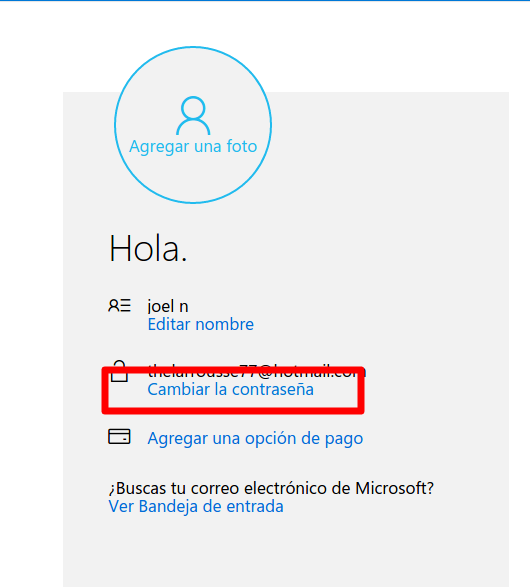 Agregar una foto
Hola.
joel n
Editar nombre
thelarrousse77@hotmail.com
Cambiar la contraseña
Agregar una opción de pago
¿Buscas tu correo electrónico de Microsoft?
Ver Bandeja de entrada